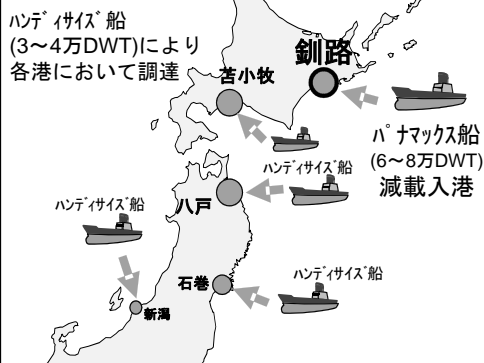 ﾊﾝﾃﾞｨｻｲｽﾞ船
(3～4万DWT)により
各港において調達
釧路
苫小牧
ﾊﾟﾅﾏｯｸｽ船
(6～8万DWT)
減載入港
ﾊﾝﾃﾞｨｻｲｽﾞ船
八戸
ﾊﾝﾃﾞｨｻｲｽﾞ船
石巻
ﾊﾝﾃﾞｨｻｲｽﾞ船
新潟